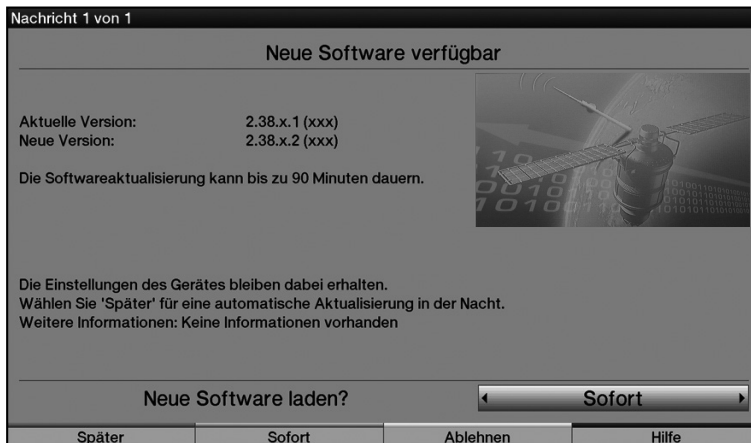 Nachricht 1 von 1
Neue Software verfügbar
Aktuelle Version: 2.38.x.1 (xxx)
Neue Version: 2.38.x.2 (xxx)
Die Softwareaktualisierung kann bis zu 90 Minuten dauern.
Die Einstellungen des Gerätes bleiben dabei erhalten.
Wählen Sie 'Später' für eine automatische Aktualisierung in der Nacht.
Weitere Informationen: Keine Informationen vorhanden
Neue Software laden? Sofort
Später Sofort Ablehnen Hilfe